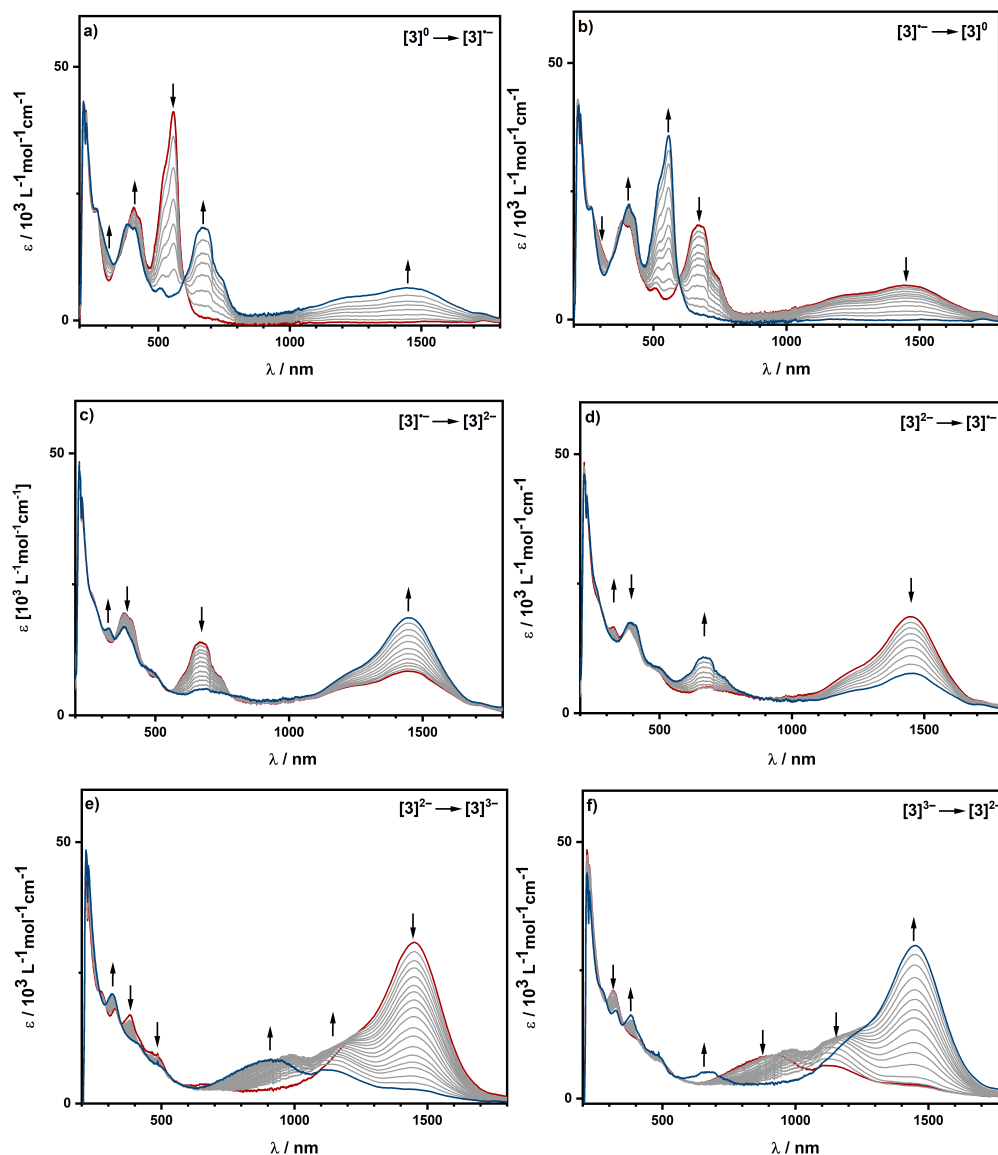 a)
[3]⁰ → [3]•⁻
50
0
500
1000
1500
ε / 10³ L⁻¹mol⁻¹cm⁻¹
λ / nm
b)
[3]•⁻ → [3]⁰
50
0
500
1000
1500
ε / 10³ L⁻¹mol⁻¹cm⁻¹
λ / nm
c)
[3]•⁻ → [3]²⁻
50
0
500
1000
1500
ε [10³ L⁻¹mol⁻¹cm⁻¹]
λ / nm
d)
[3]²⁻ → [3]•⁻
50
0
500
1000
1500
ε / 10³ L⁻¹mol⁻¹cm⁻¹
λ / nm
e)
[3]²⁻ → [3]³⁻
50
0
500
1000
1500
ε / 10³ L⁻¹mol⁻¹cm⁻¹
λ / nm
f)
[3]³⁻ → [3]²⁻
50
0
500
1000
1500
ε / 10³ L⁻¹mol⁻¹cm⁻¹
λ / nm